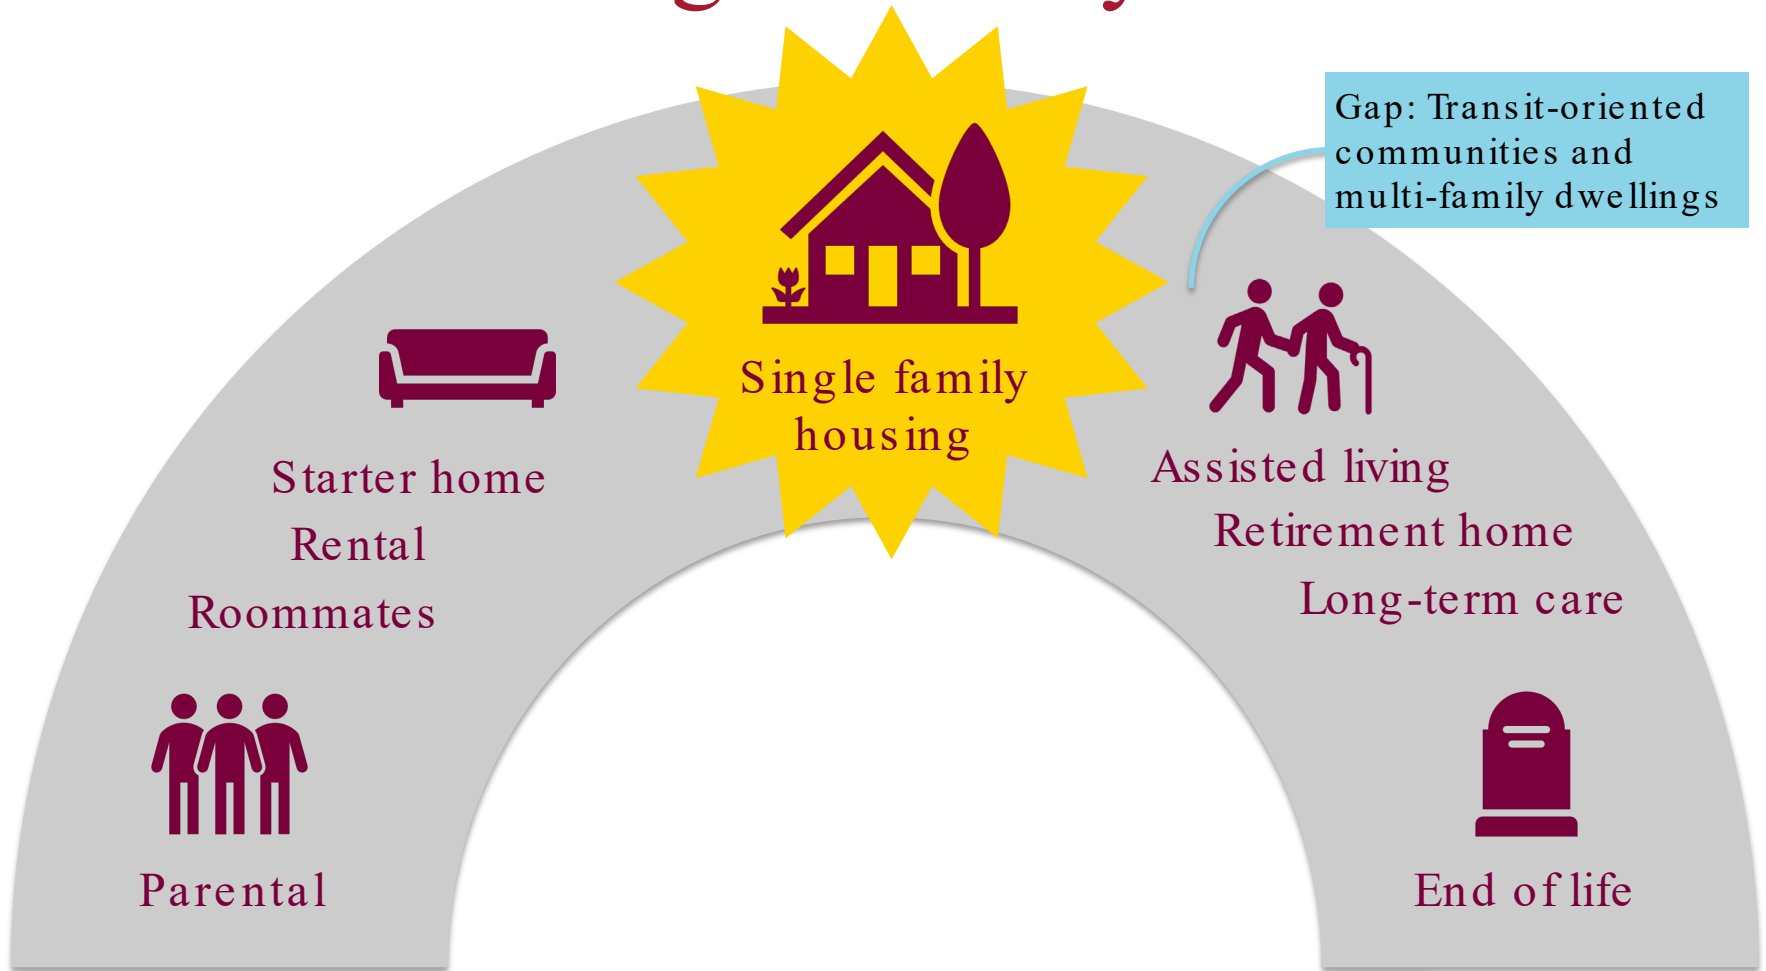 Gap: Transit-oriented
communities and
multi-family dwellings
Single family
housing
Starter home
Rental
Roommates
Parental
Assisted living
Retirement home
Long-term care
End of life